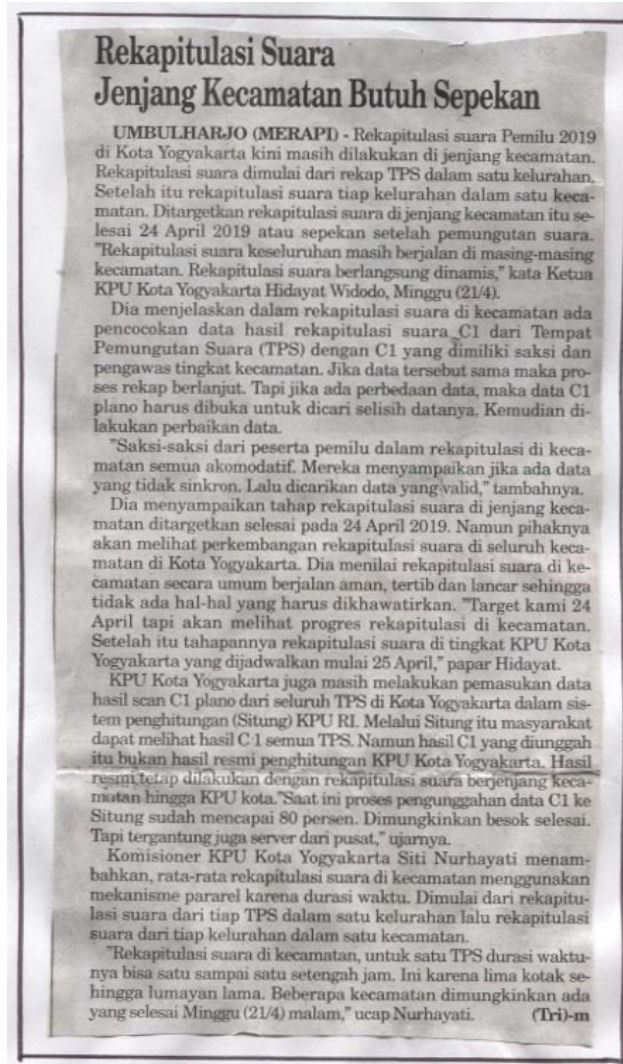 Rekapitulasi Suara
Jenjang Kecamatan Butuh Sepekan
UMBULHARJO (MERAPI) - Rekapitulasi suara Pemilu 2019
di Kota Yogyakarta kini masih dilakukan di jenjang kecamatan.
Rekapitulasi suara dimulai dari rekap TPS dalam satu kelurahan.
Setelah itu rekapitulasi suara tiap kelurahan dalam satu keca-
matan. Ditargetkan rekapitulasi suara di jenjang kecamatan itu se-
lesai 24 April 2019 atau sepekan setelah pemungutan suara.
"Rekapitulasi suara keseluruhan masih berjalan di masing-masing
kecamatan. Rekapitulasi suara berlangsung dinamis," kata Ketua
KPU Kota Yogyakarta Hidayat Widodo, Minggu (21/4).
Dia menjelaskan dalam rekapitulasi suara di kecamatan ada
pencocokan data hasil rekapitulasi suara C1 dari Tempat
Pemungutan Suara (TPS) dengan C1 yang dimiliki saksi dan
pengawas tingkat kecamatan. Jika data tersebut sama maka pro-
ses rekap berlanjut. Tapi jika ada perbedaan data, maka data C1
plano harus dibuka untuk dicari selisih datanya. Kemudian di-
lakukan perbaikan data.
"Saksi-saksi dari peserta pemilu dalam rekapitulasi di keca-
matan semua akomodatif. Mereka menyampaikan jika ada data
yang tidak sinkron. Lalu dicarikan data yang valid," tambahnya.
Dia menyampaikan tahap rekapitulasi suara di jenjang keca-
matan ditargetkan selesai pada 24 April 2019. Namun pihaknya
akan melihat perkembangan rekapitulasi suara di seluruh keca-
matan di Kota Yogyakarta. Dia menilai rekapitulasi suara di ke-
camatan secara umum berjalan aman, tertib dan lancar sehingga
tidak ada hal-hal yang harus dikhawatirkan. "Target kami 24
April tapi akan melihat progres rekapitulasi di kecamatan.
Setelah itu tahapannya rekapitulasi suara di tingkat KPU Kota
Yogyakarta yang dijadwalkan mulai 25 April," papar Hidayat.
KPU Kota Yogyakarta juga masih melakukan pemasukan data
hasil scan C1 plano dari seluruh TPS di Kota Yogyakarta dalam sis-
tem penghitungan (Situng) KPU RI. Melalui Situng itu masyarakat
dapat melihat hasil C 1 semua TPS. Namun hasil C1 yang diunggah
itu bukan hasil resmi penghitungan KPU Kota Yogyakarta. Hasil
resmi tetap dilakukan dengan rekapitulasi suara berjenjang keca-
matan hingga KPU kota. "Saat ini proses pengunggahan data C1 ke
Situng sudah mencapai 80 persen. Dimungkinkan besok selesai.
Tapi tergantung juga server dari pusat," ujarnya.
Komisioner KPU Kota Yogyakarta Siti Nurhayati menam-
bahkan, rata-rata rekapitulasi suara di kecamatan menggunakan
mekanisme pararel karena durasi waktu. Dimulai dari rekapitu-
lasi suara dari tiap TPS dalam satu kelurahan lalu rekapitulasi
suara dari tiap kelurahan dalam satu kecamatan.
"Rekapitulasi suara di kecamatan, untuk satu TPS durasi waktu-
nya bisa satu sampai satu setengah jam. Ini karena lima kotak se-
hingga lumayan lama. Beberapa kecamatan dimungkinkan ada
yang selesai Minggu (21/4) malam," ucap Nurhayati. (Tri)-m